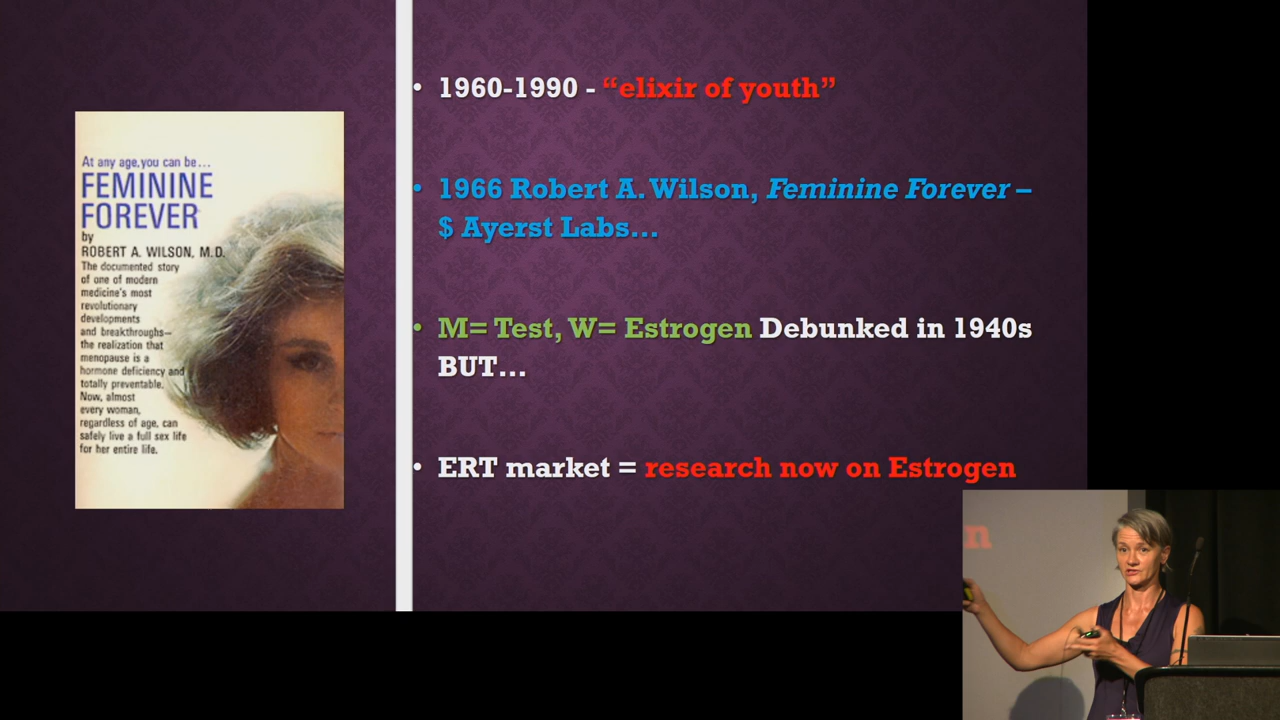 At any age, you can be...
FEMININE
FOREVER
by
ROBERT A. WILSON, M.D.
The documented story
of one of modern
medicine's most
revolutionary
developments
and breakthroughs—
the realization that
menopause is a
hormone deficiency and
totally preventable.
Now, almost
every woman,
regardless of age, can
safely live a full sex life
for her entire life.
• 1960-1990 - “elixir of youth”
• 1966 Robert A. Wilson, Feminine Forever –
$ Ayerst Labs...
• M= Test, W= Estrogen Debunked in 1940s
BUT...
• ERT market = research now on Estrogen
n